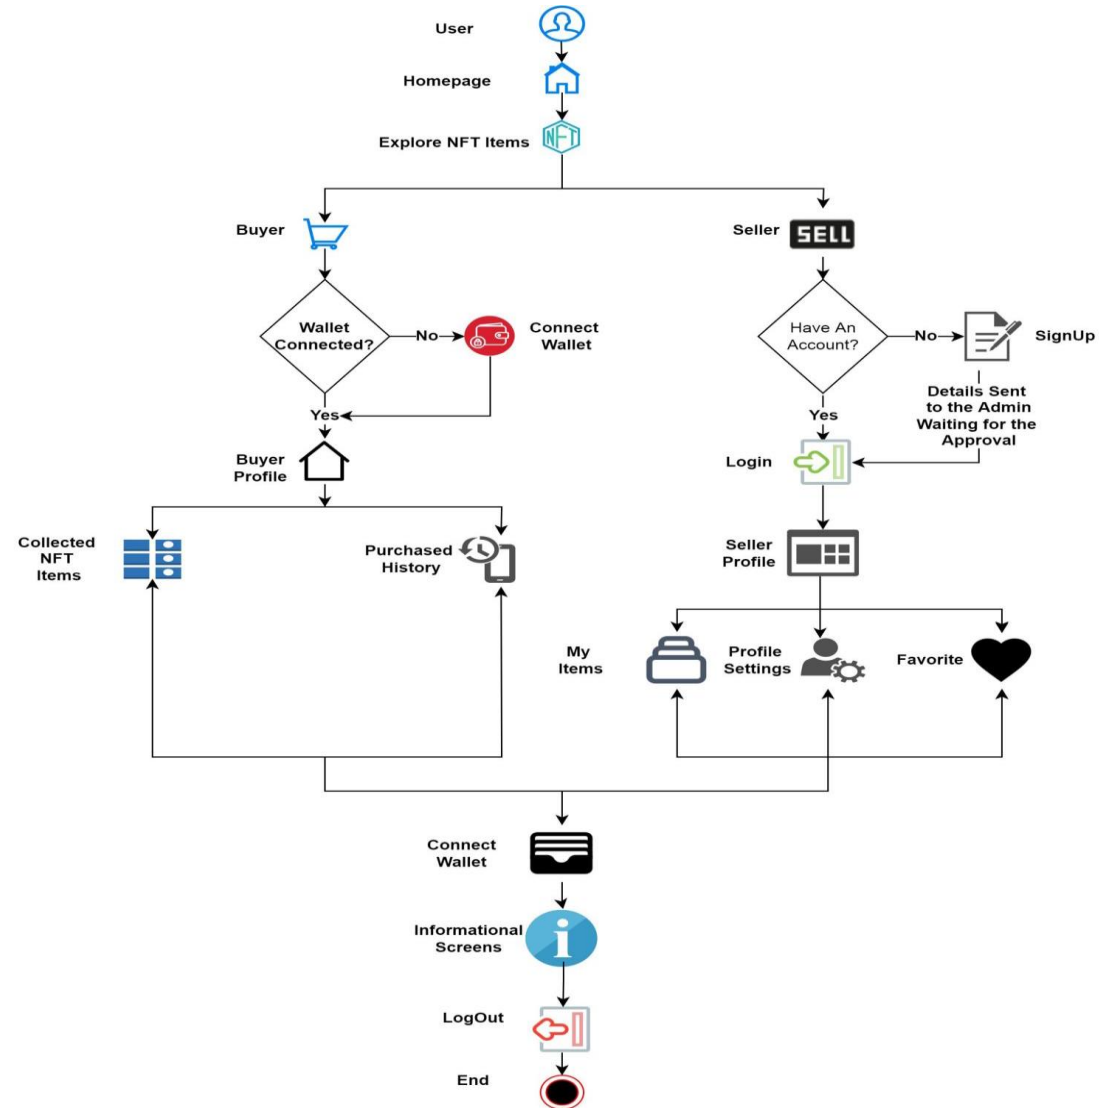 User
Homepage
Explore NFT Items
NFT
Buyer
Seller
SELL
Wallet
Connected?
No
Connect
Wallet
Have An
Account?
No
SignUp
Yes
Yes
Details Sent
to the Admin
Waiting for the
Approval
Buyer
Profile
Login
Collected
NFT
Items
Purchased
History
Seller
Profile
My
Items
Profile
Settings
Favorite
Connect
Wallet
Informational
Screens
i
LogOut
End